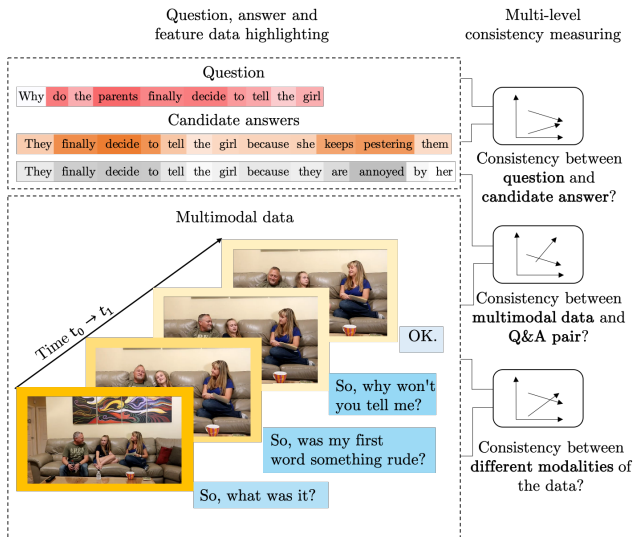 Question, answer and
feature data highlighting
Multi-level
consistency measuring
Question
Why do the parents finally decide to tell the girl
Candidate answers
They finally decide to tell the girl because she keeps pestering them
They finally decide to tell the girl because they are annoyed by her
Consistency between
question and
candidate answer?
Multimodal data
Time t₀ → t₁
OK.
So, why won't
you tell me?
So, was my first
word something rude?
So, what was it?
Consistency between
multimodal data and
Q&A pair?
Consistency between
different modalities of
the data?